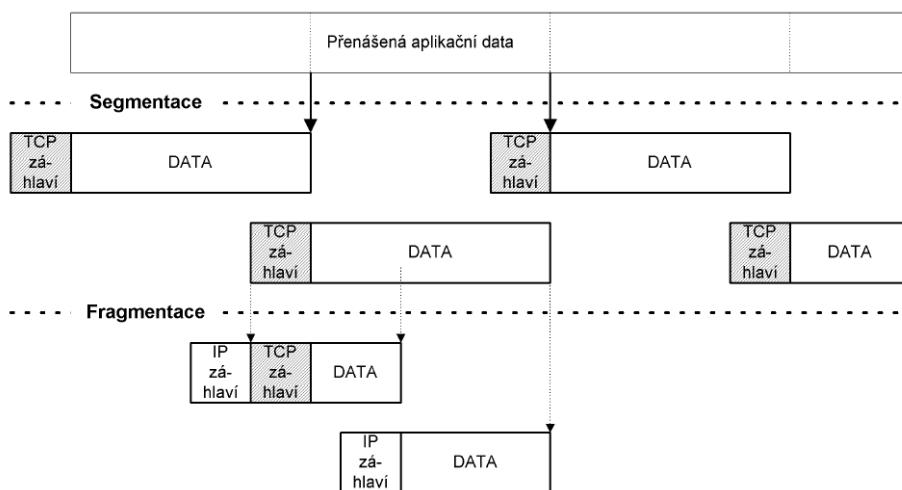 Přenášená aplikační data
Segmentace
TCP
zá-
hlaví
DATA
TCP
zá-
hlaví
DATA
TCP
zá-
hlaví
DATA
TCP
zá-
hlaví
DATA
Fragmentace
IP
zá-
hlaví
TCP
zá-
hlaví
DATA
IP
zá-
hlaví
DATA